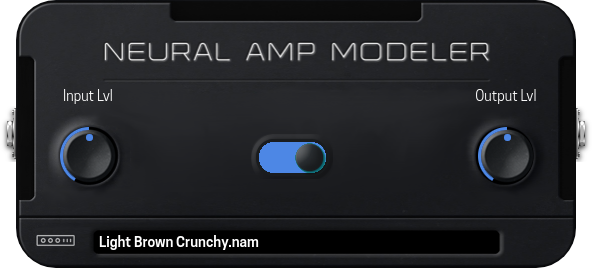 NEURAL AMP MODELER
Input Lvl
Output Lvl
Light Brown Crunchy.nam